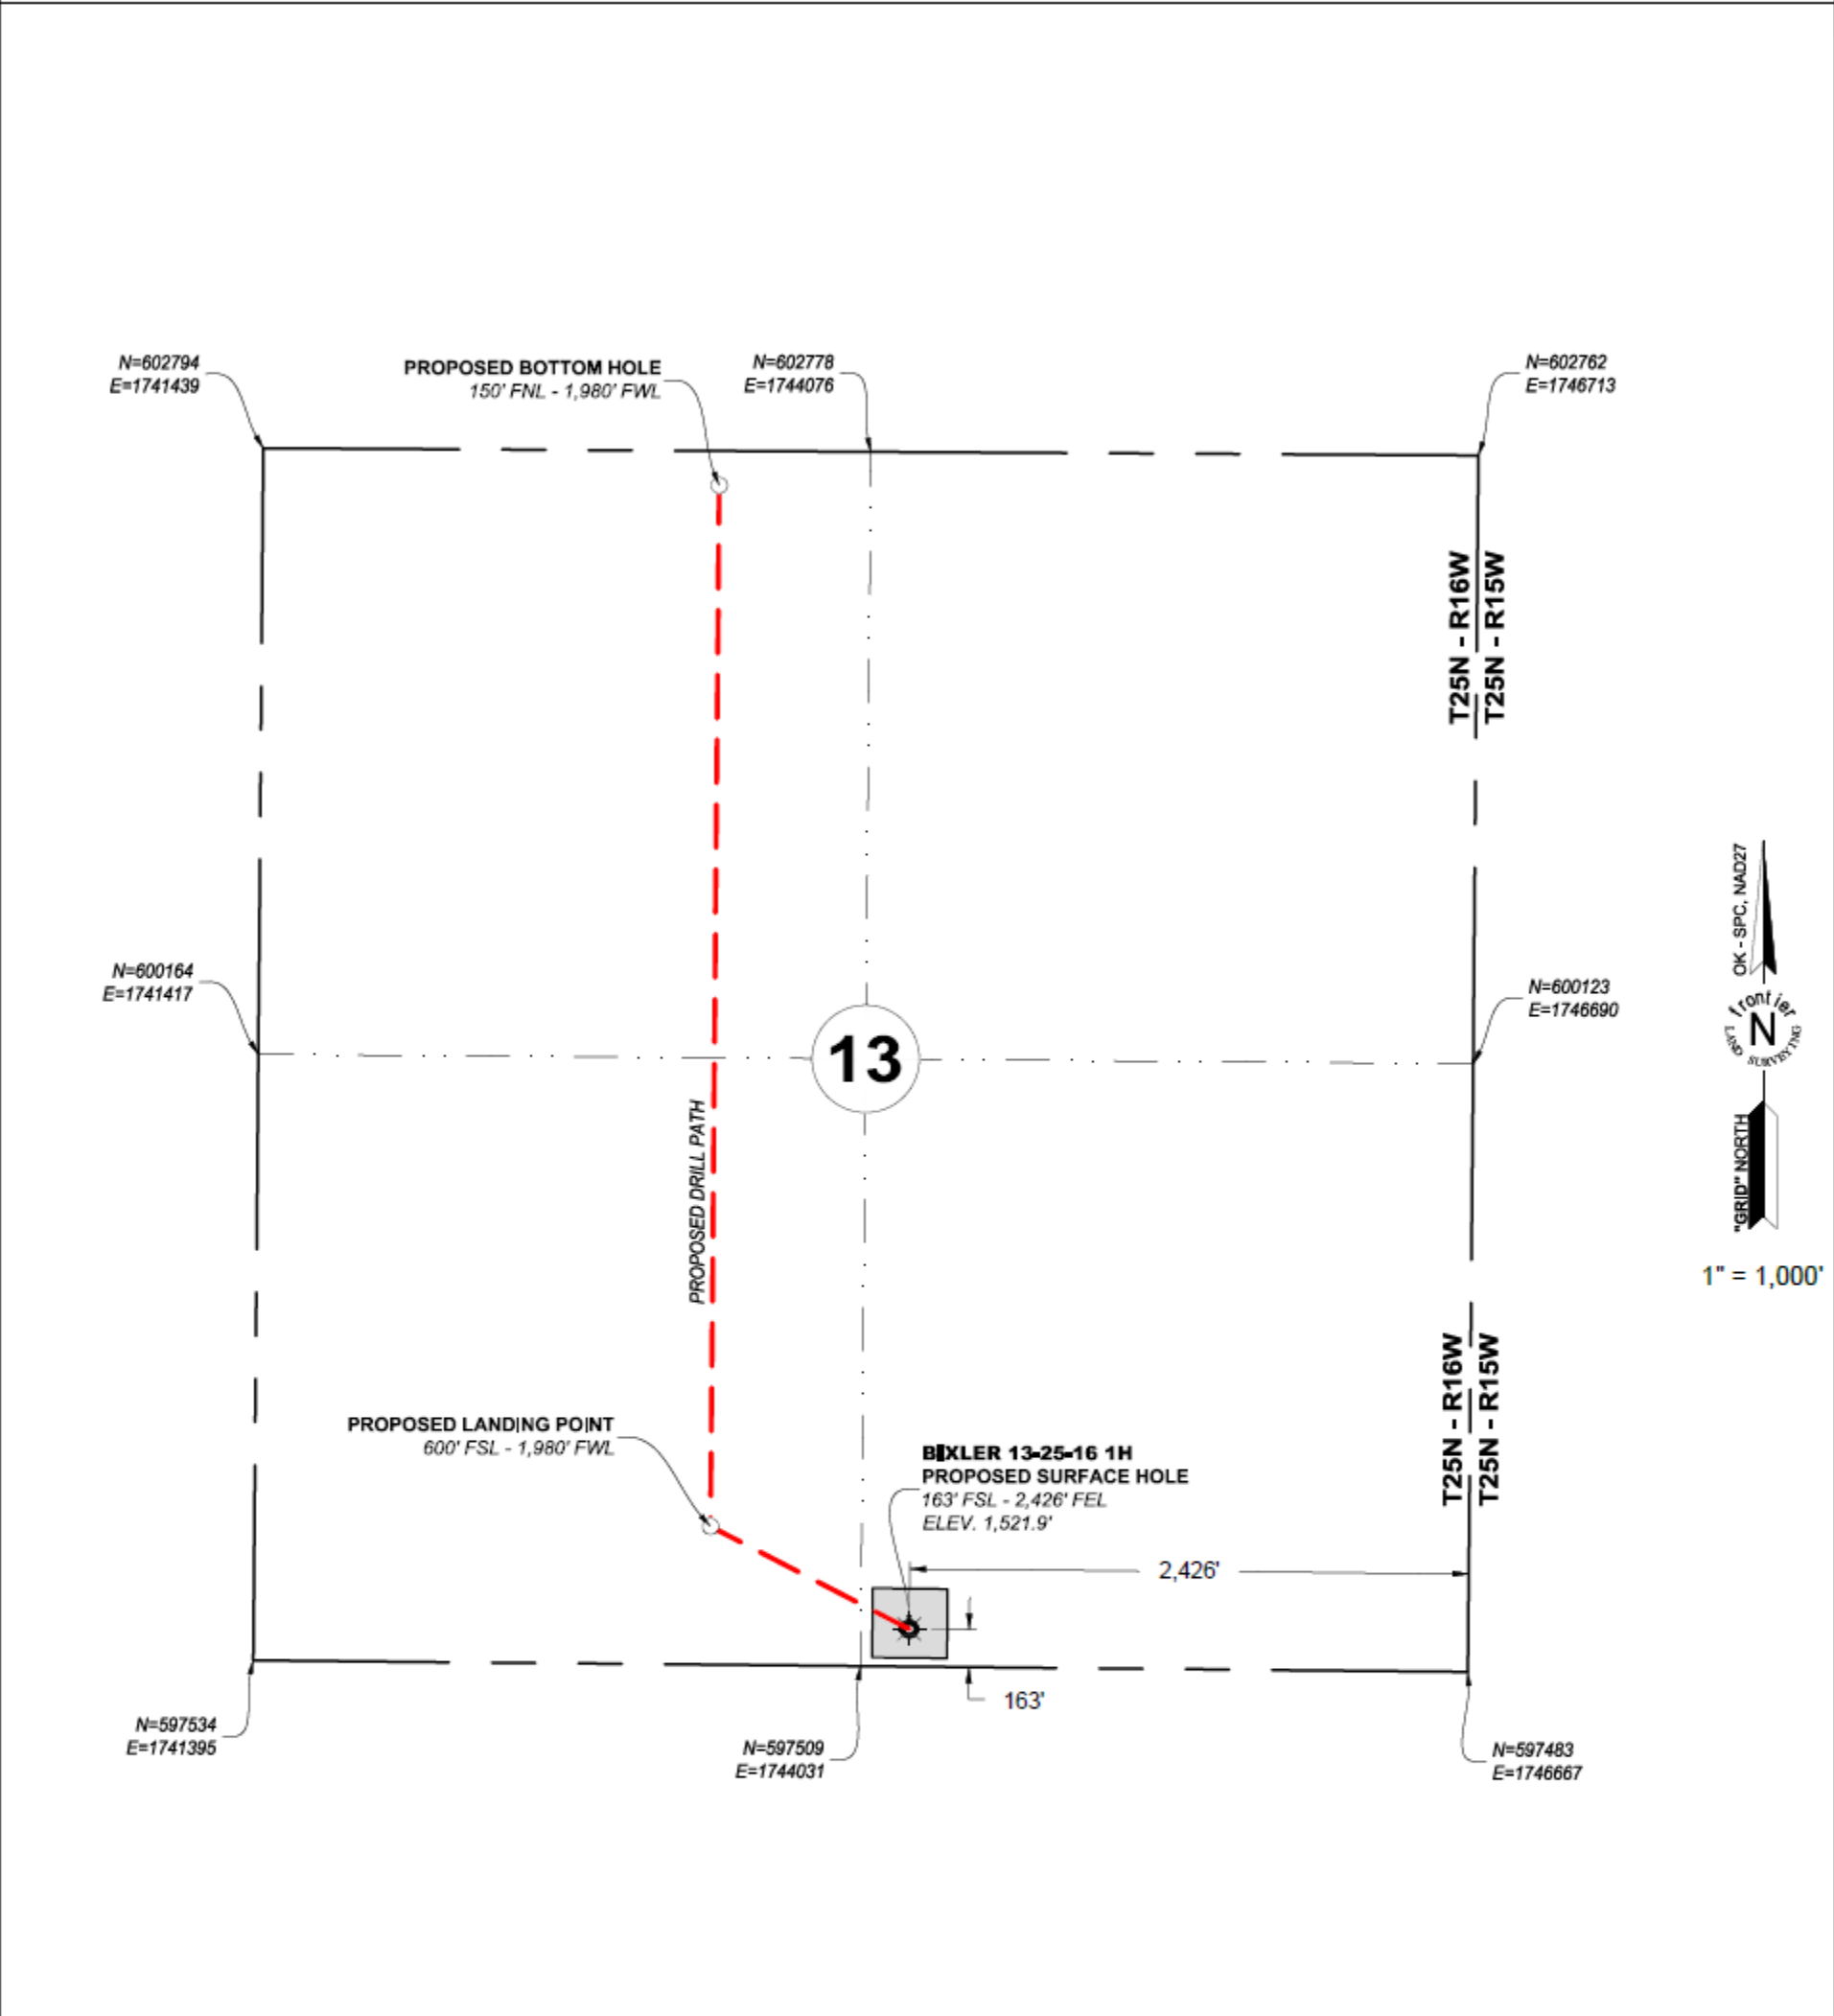 N=602794
E=1741439
PROPOSED BOTTOM HOLE
150' FNL - 1,980' FWL
N=602778
E=1744076
N=602762
E=1746713
T25N - R16W
T25N - R15W
OK - SPC, NAD27
frontier
N
LAND SURVEYING
"GRID" NORTH
1" = 1,000'
N=600164
E=1741417
13
N=600123
E=1746690
PROPOSED DRILL PATH
PROPOSED LANDING POINT
600' FSL - 1,980' FWL
BIXLER 13-25-16 1H
PROPOSED SURFACE HOLE
163' FSL - 2,426' FEL
ELEV. 1,521.9'
T25N - R16W
T25N - R15W
2,426'
163'
N=597534
E=1741395
N=597509
E=1744031
N=597483
E=1746667